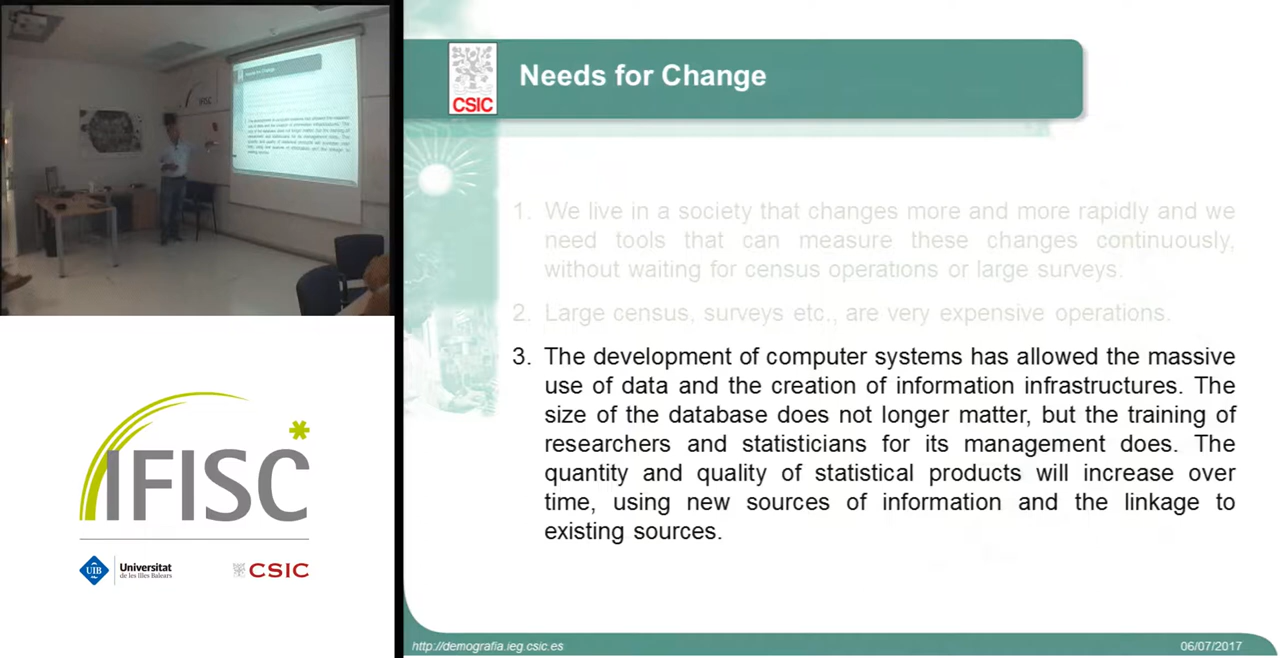 Needs for Change
CSIC
1. We live in a society that changes more and more rapidly and we
need tools that can measure these changes continuously,
without waiting for census operations or large surveys.
2. Large census, surveys etc., are very expensive operations.
3. The development of computer systems has allowed the massive
use of data and the creation of information infrastructures. The
size of the database does not longer matter, but the training of
researchers and statisticians for its management does. The
quantity and quality of statistical products will increase over
time, using new sources of information and the linkage to
existing sources.
http://demografia.ieg.csic.es
06/07/2017
Needs for Change
IFISC
IFISC
UIB
Universitat
de les Illes Balears
CSIC